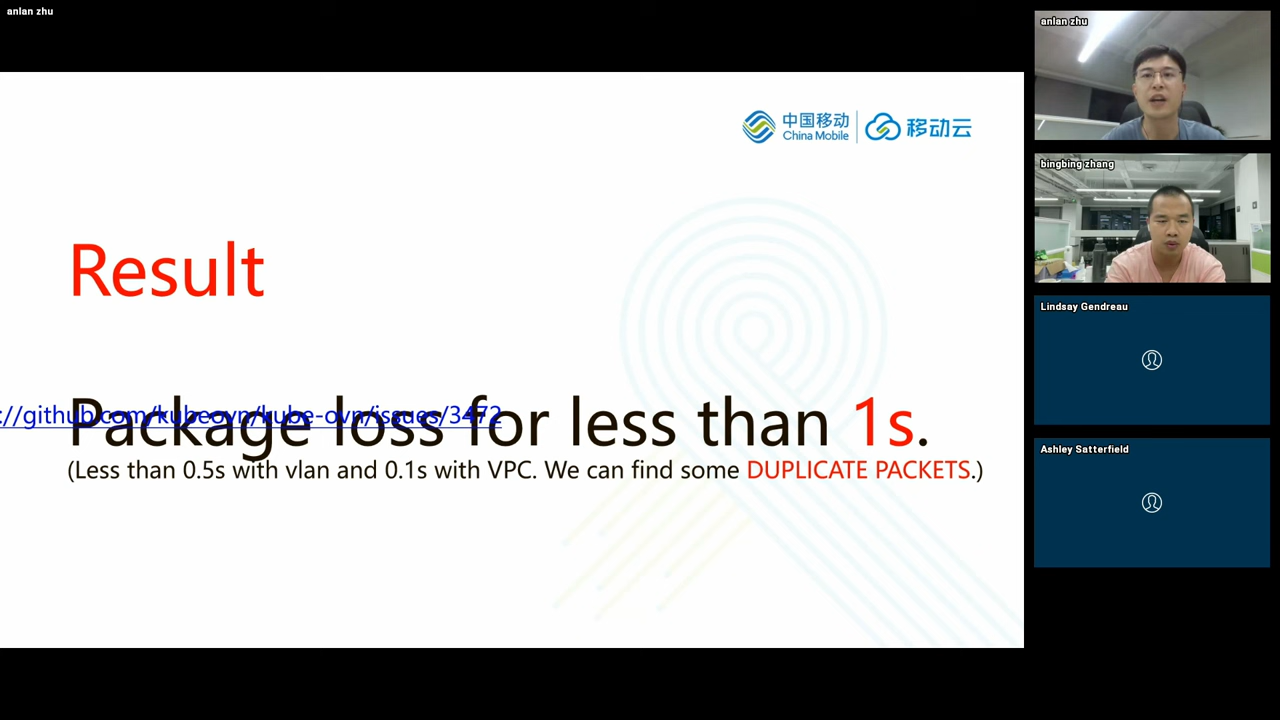 anlan zhu
中国移动
China Mobile
移动云
Result
://github.com/kubeovn/kube-ovn/issues/3472
Package loss for less than 1s.
(Less than 0.5s with vlan and 0.1s with VPC. We can find some DUPLICATE PACKETS.)
anlan zhu
bingbing zhang
Lindsay Gendreau
Ashley Satterfield